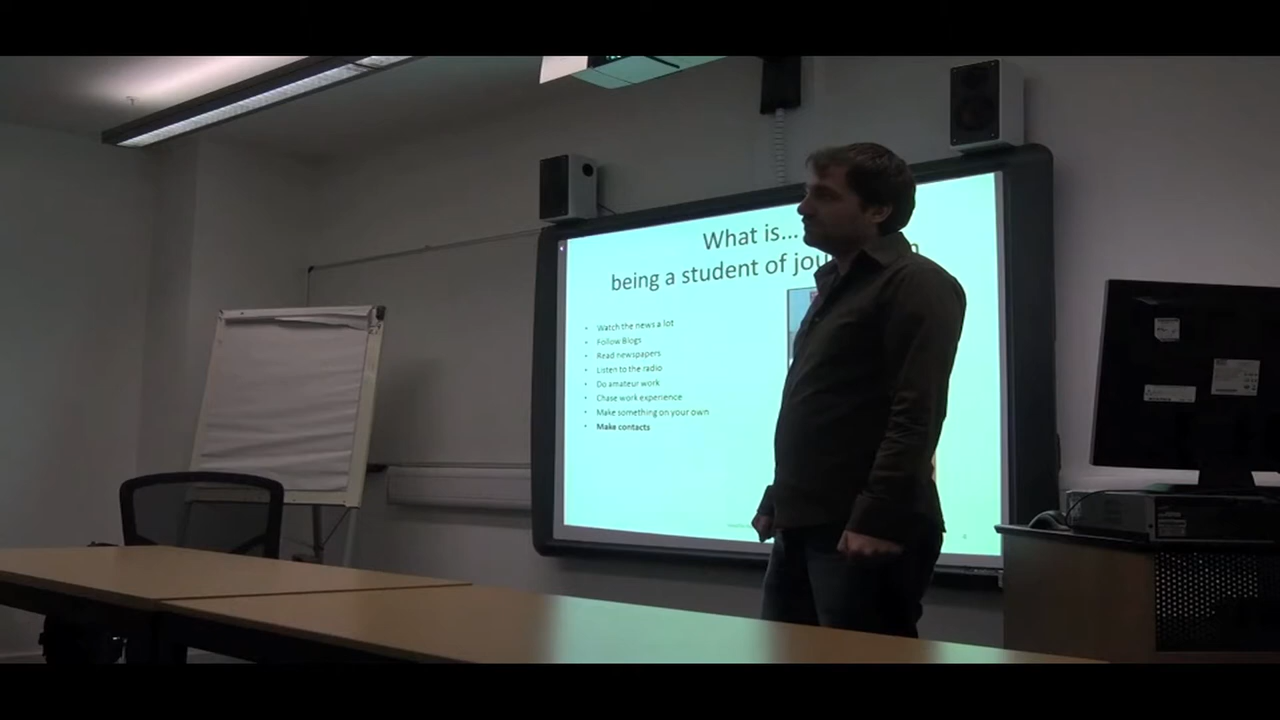 What is...
being a student of jou
• Watch the news a lot
• Follow Blogs
• Read newspapers
• Listen to the radio
• Do amateur work
• Chase work experience
• Make something on your own
• Make contacts